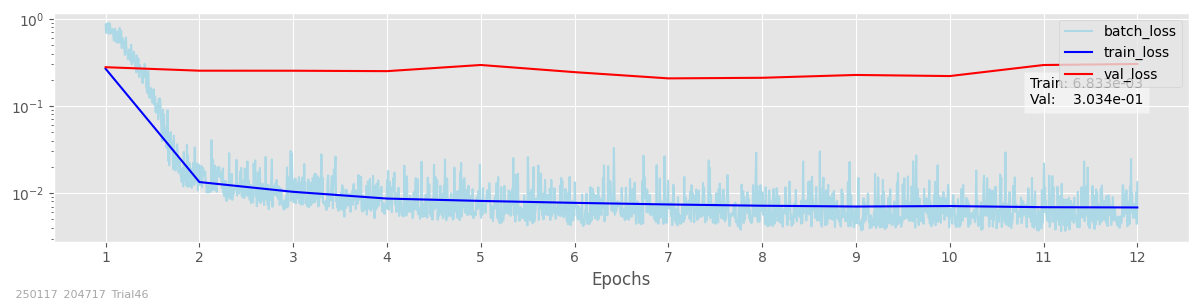 10⁰
10⁻¹
10⁻²
batch_loss
train_loss
val_loss
Train: 6.833e-03
Val: 3.034e-01
1 2 3 4 5 6 7 8 9 10 11 12
Epochs
250117_204717_Trial46